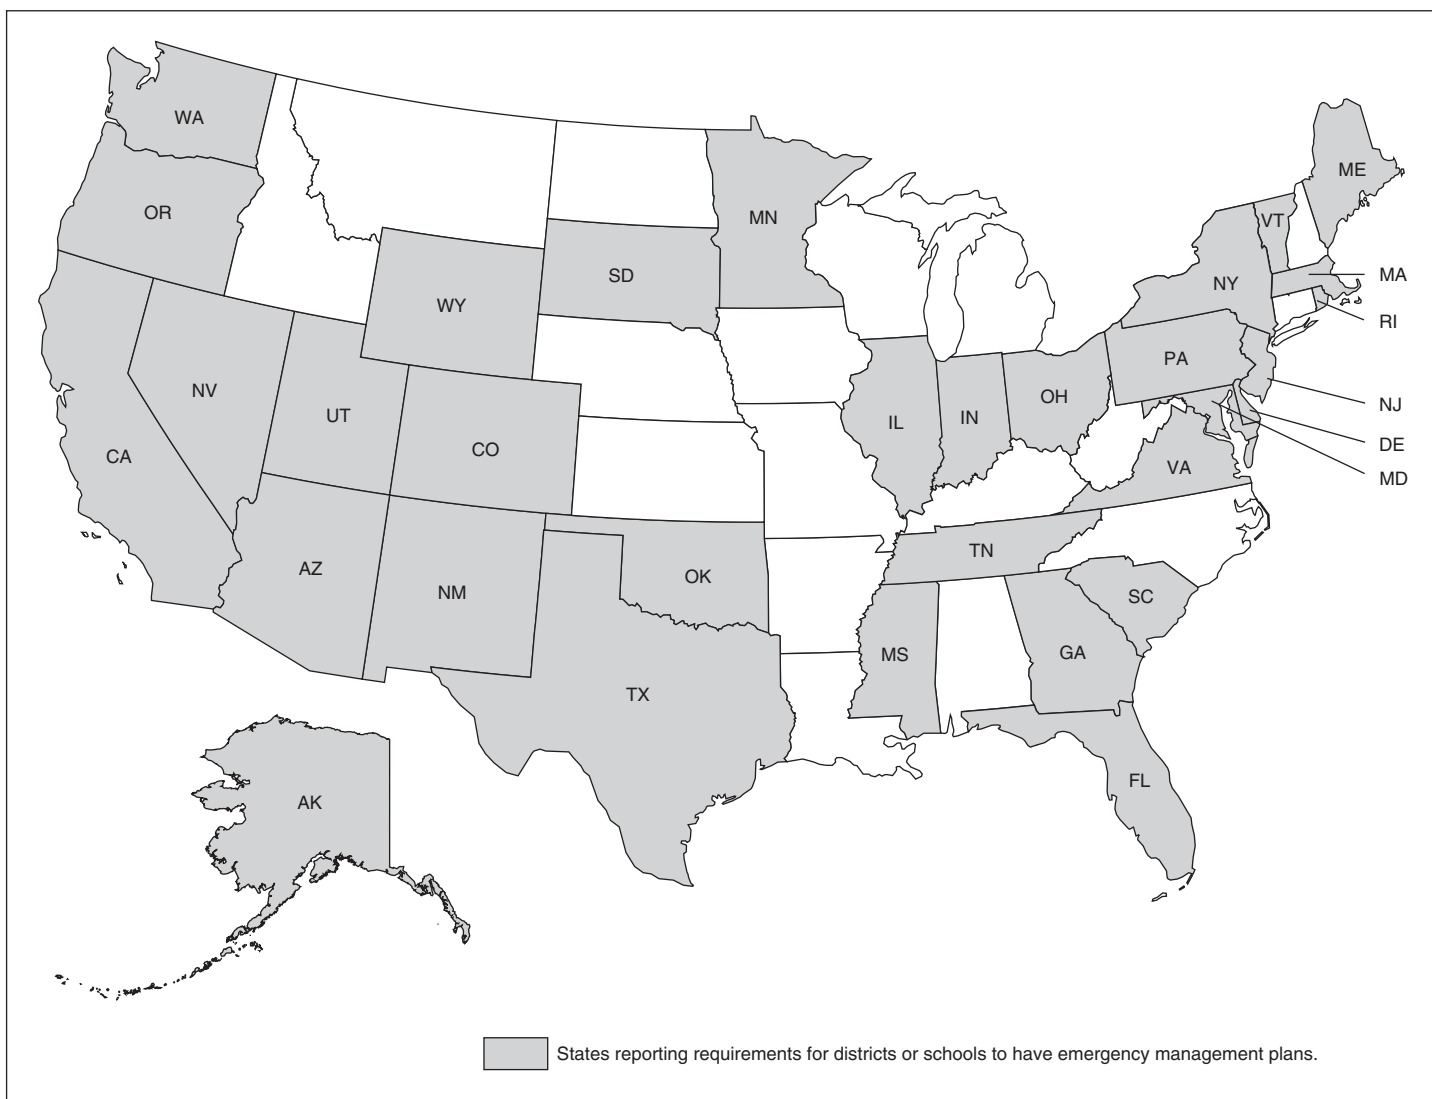 WA
ME
OR
MN
VT
SD
MA
NY
WY
RI
PA
NV
OH
NJ
UT
IN
IL
CO
DE
CA
VA
MD
TN
AZ
OK
NM
SC
MS
GA
TX
FL
AK
States reporting requirements for districts or schools to have emergency management plans.